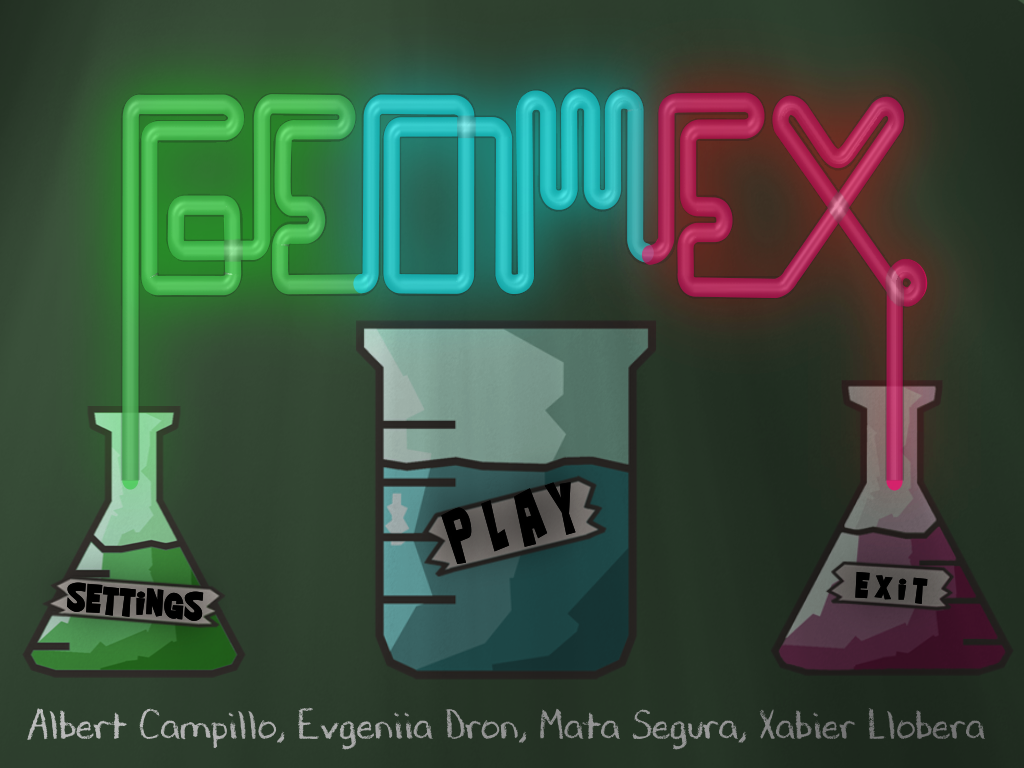 GEOMEX
PLAY
SETTiNGS
EXiT
Albert Campillo, Evgeniia Dron, Mata Segura, Xabier Llobera